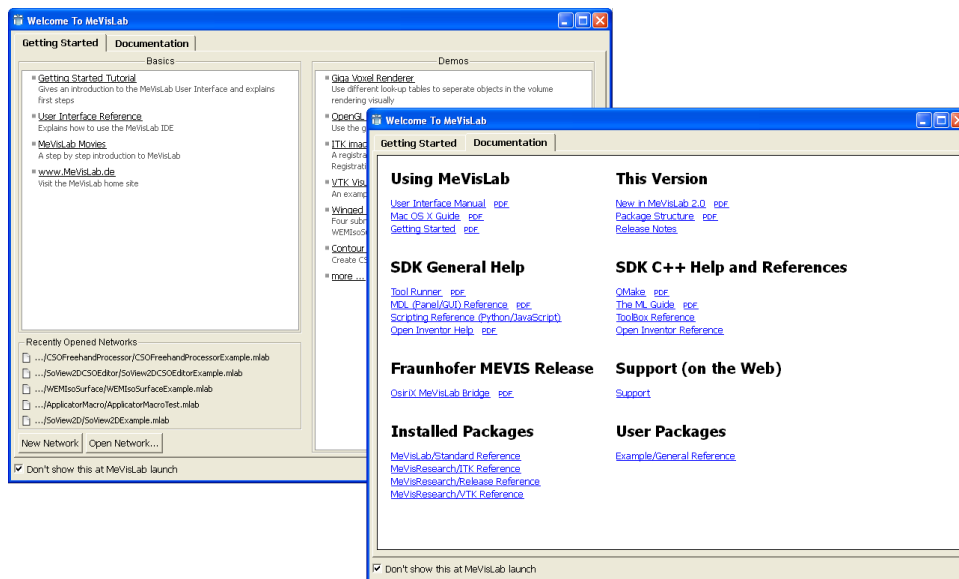 Welcome To MeVisLab
Getting Started
Documentation
Basics
Getting Started Tutorial
Gives an introduction to the MeVisLab User Interface and explains
first steps
User Interface Reference
Explains how to use the MeVisLab IDE
MeVisLab Movies
A step by step introduction to MeVisLab
www.MeVisLab.de
Visit the MeVisLab home site
Recently Opened Networks
.../CSOFreehandProcessor/CSOFreehandProcessorExample.mlab
.../SoView2DCSOEditor/SoView2DCSOEditorExample.mlab
.../WEMIsoSurface/WEMIsoSurfaceExample.mlab
.../ApplicatorMacro/ApplicatorMacroTest.mlab
.../SoView2D/SoView2DExample.mlab
New Network Open Network...
Don't show this at MeVisLab launch
Demos
Giga Voxel Renderer
Use different look-up tables to seperate objects in the volume
rendering visually
OpenGL
Use the
ITK
A
VTK
An
Winged
Four
Contour
Create
more ...
Welcome To MeVisLab
Getting Started
Documentation
Using MeVisLab
User Interface Manual PDF
Mac OS X Guide PDF
Getting Started PDF
This Version
New in MeVisLab 2.0 PDF
Package Structure PDF
Release Notes
SDK General Help
Tool Runner PDF
MDL (Panel/GUI) Reference PDF
Scripting Reference (Python/JavaScript)
Open Inventor Help PDF
SDK C++ Help and References
QMake PDF
The ML Guide PDF
ToolBox Reference
Open Inventor Reference
Fraunhofer MEVIS Release
OsiriX MeVisLab Bridge PDF
Support (on the Web)
Support
Installed Packages
MeVisLab/Standard Reference
MeVisResearch/ITK Reference
MeVisResearch/Release Reference
MeVisResearch/VTK Reference
User Packages
Example/General Reference
Don't show this at MeVisLab launch